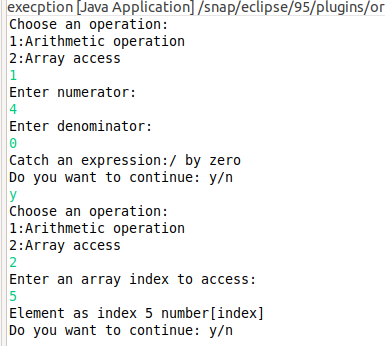 execption [Java Application] /snap/eclipse/95/plugins/or
Choose an operation:
1:Arithmetic operation
2:Array access
1
Enter numerator:
4
Enter denominator:
0
Catch an expression:/ by zero
Do you want to continue: y/n
y
Choose an operation:
1:Arithmetic operation
2:Array access
2
Enter an array index to access:
5
Element as index 5 number[index]
Do you want to continue: y/n